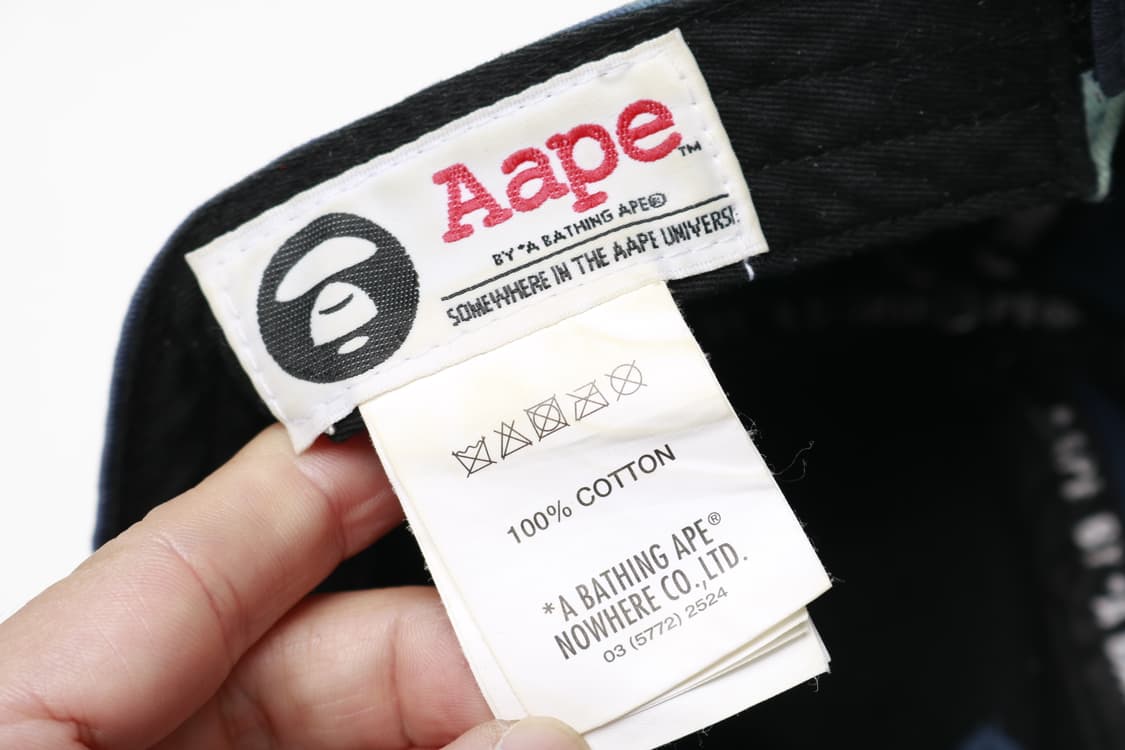 Aape™
BY *A BATHING APE®
SOMEWHERE IN THE AAPE UNIVERSE
100% COTTON
*A BATHING APE®
NOWHERE CO.,LTD.
03 (5772) 2524